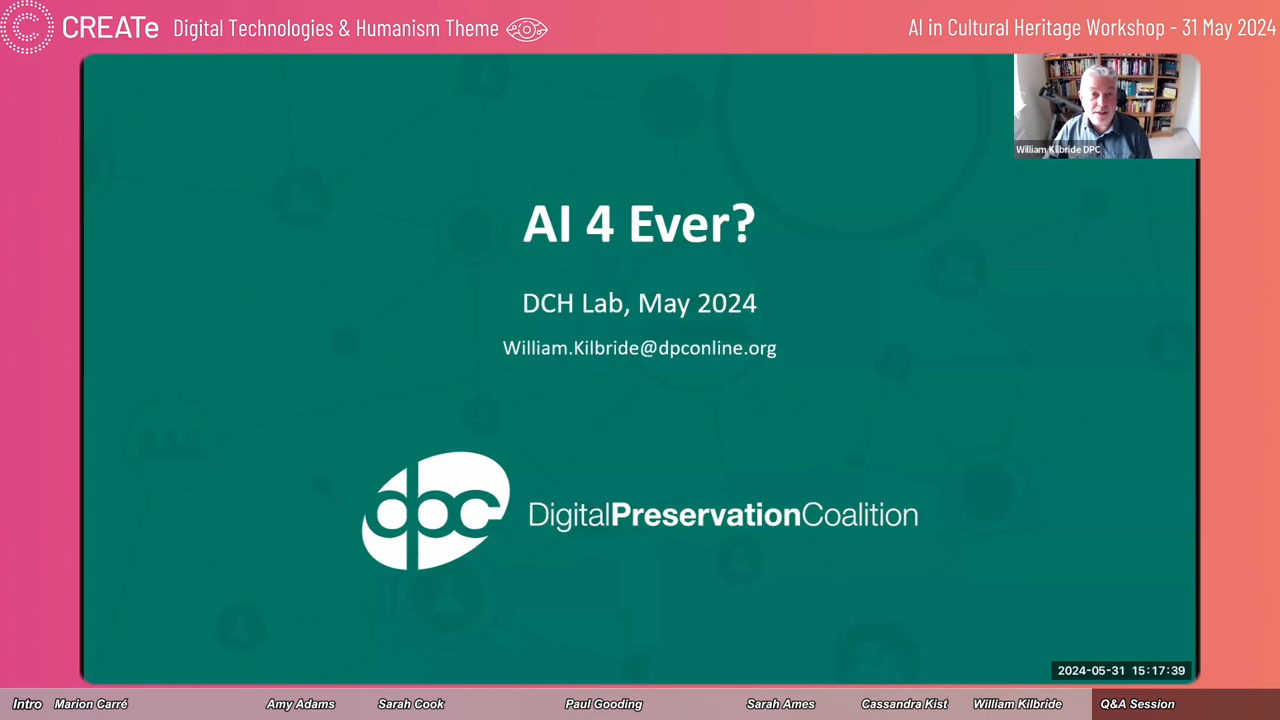 CREATe Digital Technologies & Humanism Theme
AI in Cultural Heritage Workshop - 31 May 2024
William Kilbride DPC
AI 4 Ever?
DCH Lab, May 2024
William.Kilbride@dpconline.org
dpc DigitalPreservationCoalition
2024-05-31 15:17:39
Intro Marion Carré Amy Adams Sarah Cook Paul Gooding Sarah Ames Cassandra Kist William Kilbride Q&A Session